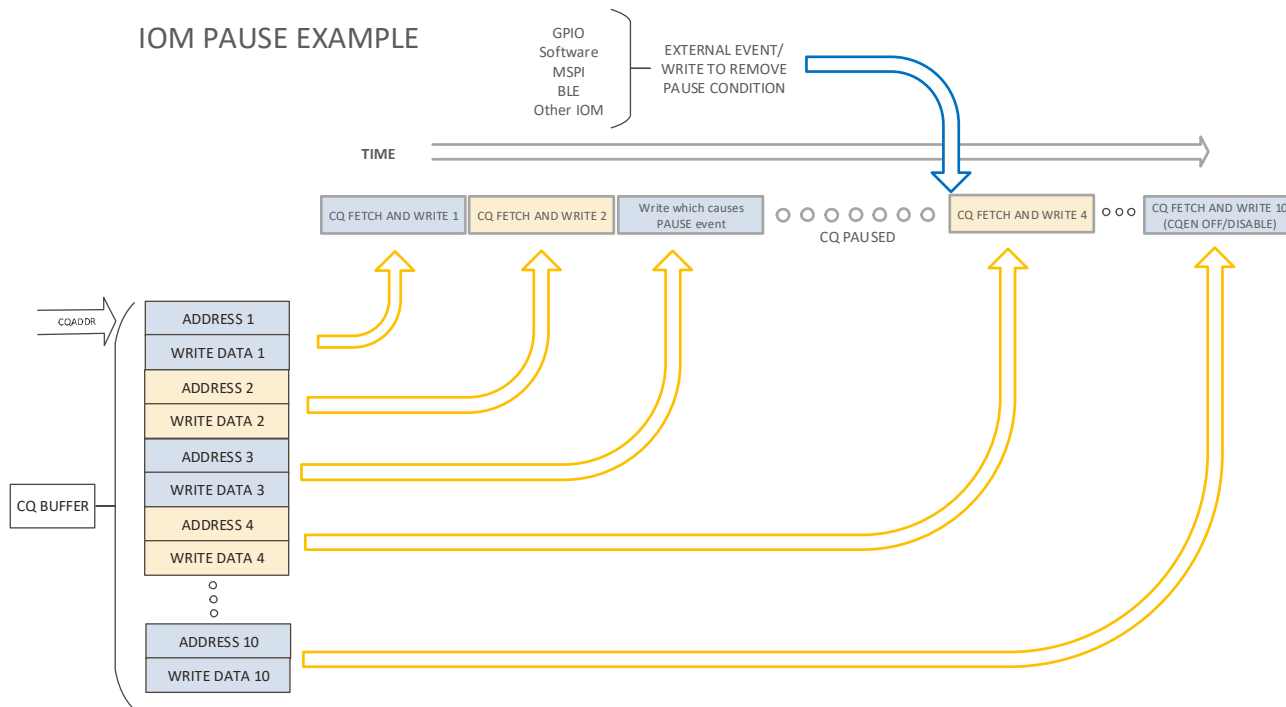 IOM PAUSE EXAMPLE
GPIO
Software
MSPI
BLE
Other IOM
EXTERNAL EVENT/
WRITE TO REMOVE
PAUSE CONDITION
TIME
CQ FETCH AND WRITE 1
CQ FETCH AND WRITE 2
Write which causes
PAUSE event
CQ PAUSED
CQ FETCH AND WRITE 4
CQ FETCH AND WRITE 10
(CQEN OFF/DISABLE)
CQADDR
ADDRESS 1
WRITE DATA 1
ADDRESS 2
WRITE DATA 2
ADDRESS 3
WRITE DATA 3
CQ BUFFER
ADDRESS 4
WRITE DATA 4
ADDRESS 10
WRITE DATA 10